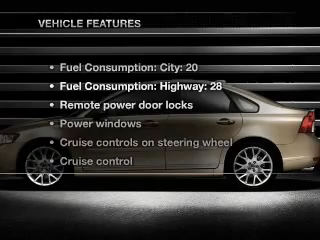 VEHICLE FEATURES
• Fuel Consumption: City: 20
• Fuel Consumption: Highway: 28
• Remote power door locks
• Power windows
• Cruise controls on steering wheel
• Cruise control